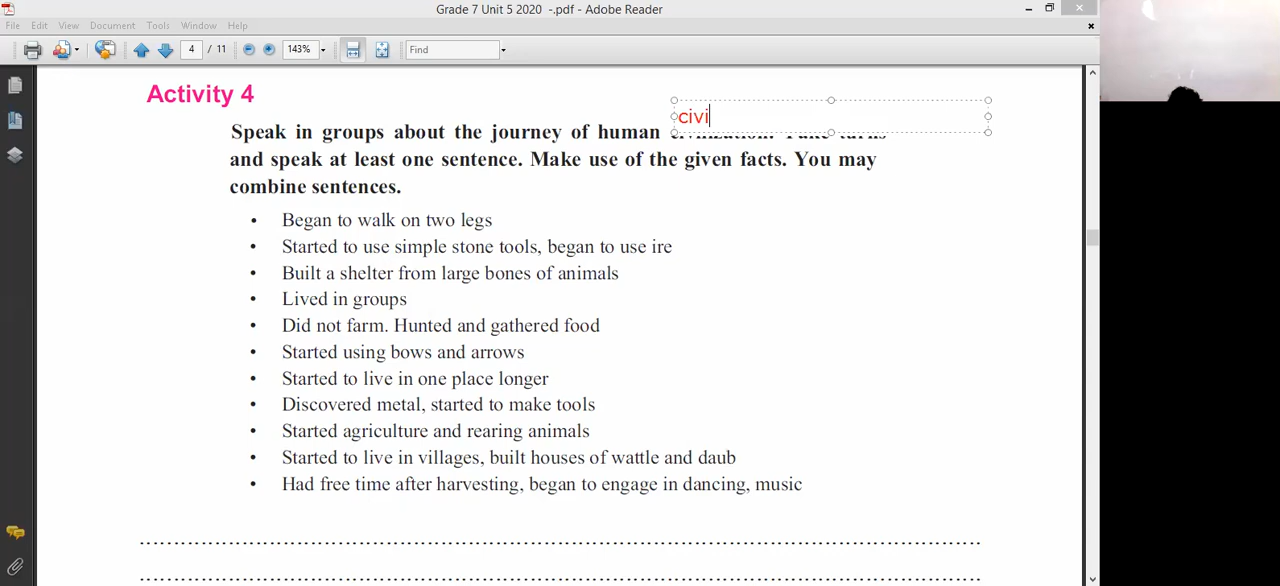 Grade 7 Unit 5 2020 -.pdf - Adobe Reader
File Edit View Document Tools Window Help
4 / 11 143% Find
Activity 4
civi
Speak in groups about the journey of human
and speak at least one sentence. Make use of the given facts. You may
combine sentences.
• Began to walk on two legs
• Started to use simple stone tools, began to use ire
• Built a shelter from large bones of animals
• Lived in groups
• Did not farm. Hunted and gathered food
• Started using bows and arrows
• Started to live in one place longer
• Discovered metal, started to make tools
• Started agriculture and rearing animals
• Started to live in villages, built houses of wattle and daub
• Had free time after harvesting, began to engage in dancing, music